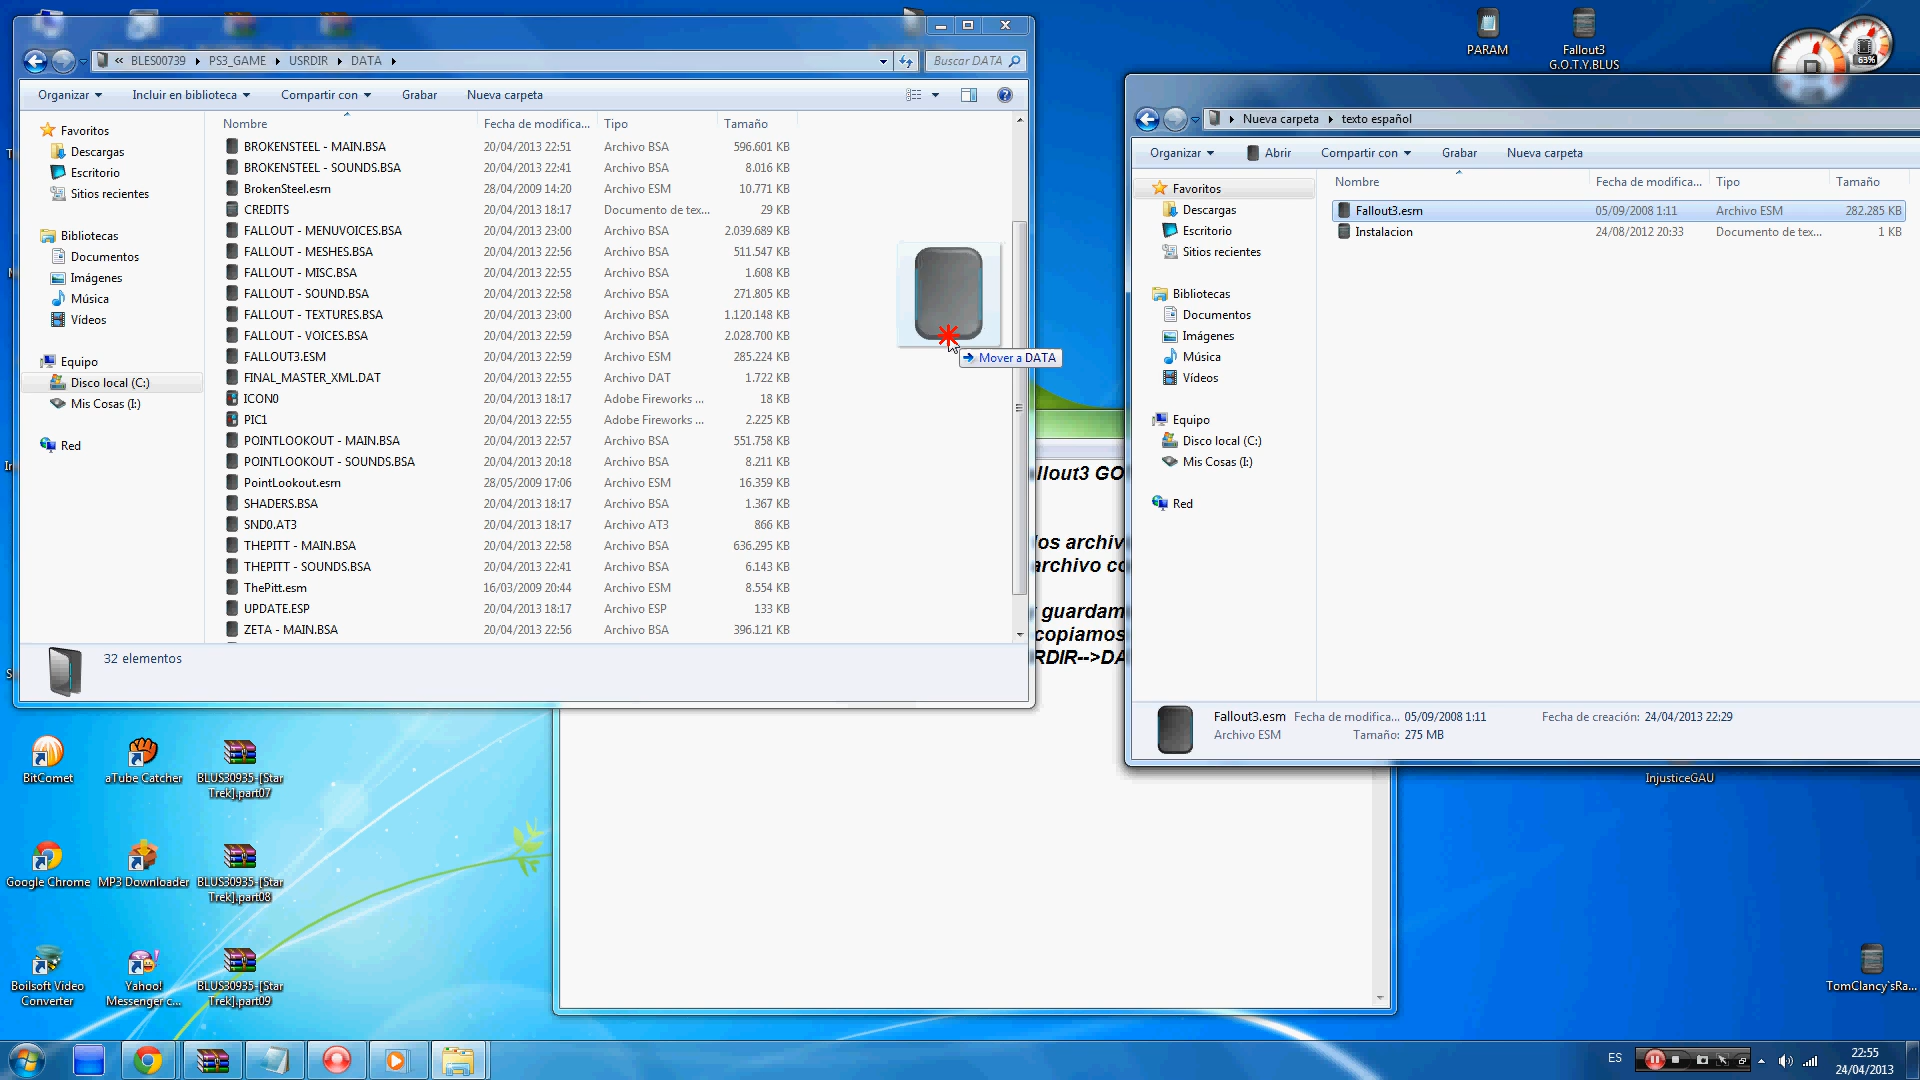 « BLES00739 PS3_GAME USRDIR DATA
Buscar DATA
Organizar Incluir en biblioteca Compartir con Grabar Nueva carpeta
Favoritos
Descargas
Escritorio
Sitios recientes
Bibliotecas
Documentos
Imágenes
Música
Vídeos
Equipo
Disco local (C:)
Mis Cosas (I:)
Red
Nombre Fecha de modifica... Tipo Tamaño
BROKENSTEEL - MAIN.BSA 20/04/2013 22:51 Archivo BSA 596.601 KB
BROKENSTEEL - SOUNDS.BSA 20/04/2013 22:41 Archivo BSA 8.016 KB
BrokenSteel.esm 28/04/2009 14:20 Archivo ESM 10.771 KB
CREDITS 20/04/2013 18:17 Documento de tex... 29 KB
FALLOUT - MENUVOICES.BSA 20/04/2013 23:00 Archivo BSA 2.039.689 KB
FALLOUT - MESHES.BSA 20/04/2013 22:55 Archivo BSA 511.547 KB
FALLOUT - MISC.BSA 20/04/2013 22:55 Archivo BSA 1.608 KB
FALLOUT - SOUND.BSA 20/04/2013 22:58 Archivo BSA 271.805 KB
FALLOUT - TEXTURES.BSA 20/04/2013 23:00 Archivo BSA 1.120.148 KB
FALLOUT - VOICES.BSA 20/04/2013 22:59 Archivo BSA 2.028.700 KB
FALLOUT3.ESM 20/04/2013 22:59 Archivo ESM 285.224 KB
FINAL_MASTER_XML.DAT 20/04/2013 22:55 Archivo DAT 1.722 KB
ICON0 20/04/2013 18:17 Adobe Fireworks ... 18 KB
PIC1 20/04/2013 22:55 Adobe Fireworks ... 2.225 KB
POINTLOOKOUT - MAIN.BSA 20/04/2013 22:57 Archivo BSA 551.758 KB
POINTLOOKOUT - SOUNDS.BSA 20/04/2013 20:18 Archivo BSA 8.211 KB
PointLookout.esm 28/05/2009 17:06 Archivo ESM 16.359 KB
SHADERS.BSA 20/04/2013 18:17 Archivo BSA 1.367 KB
SND0.AT3 20/04/2013 18:17 Archivo AT3 866 KB
THEPITT - MAIN.BSA 20/04/2013 22:58 Archivo BSA 636.295 KB
THEPITT - SOUNDS.BSA 20/04/2013 22:41 Archivo BSA 6.143 KB
ThePitt.esm 16/03/2009 20:44 Archivo ESM 8.554 KB
UPDATE.ESP 20/04/2013 18:17 Archivo ESP 133 KB
ZETA - MAIN.BSA 20/04/2013 22:56 Archivo BSA 396.121 KB
32 elementos
Mover a DATA
PARAM
Fallout3
G.O.T.Y.BLUS
63%
Nueva carpeta texto español
Organizar Abrir Compartir con Grabar Nueva carpeta
Favoritos
Descargas
Escritorio
Sitios recientes
Bibliotecas
Documentos
Imágenes
Música
Vídeos
Equipo
Disco local (C:)
Mis Cosas (I:)
Red
Nombre Fecha de modifica... Tipo Tamaño
Fallout3.esm 05/09/2008 1:11 Archivo ESM 282.285 KB
Instalacion 24/08/2012 20:33 Documento de tex... 1 KB
Fallout3.esm Fecha de modifica... 05/09/2008 1:11 Fecha de creación: 24/04/2013 22:29
Archivo ESM Tamaño: 275 MB
llout3 GO
los archiv
archivo co
guardam
copiamos
RDIR-->DA
BitComet
aTube Catcher
BLUS30935-[Star
Trek].part07
Google Chrome
MP3 Downloader
BLUS30935-[Star
Trek].part08
Boilsoft Video
Converter
Yahoo!
Messenger c...
BLUS30935-[Star
Trek].part09
InjusticeGAU
TomClancy`sRa...
ES
22:55
24/04/2013